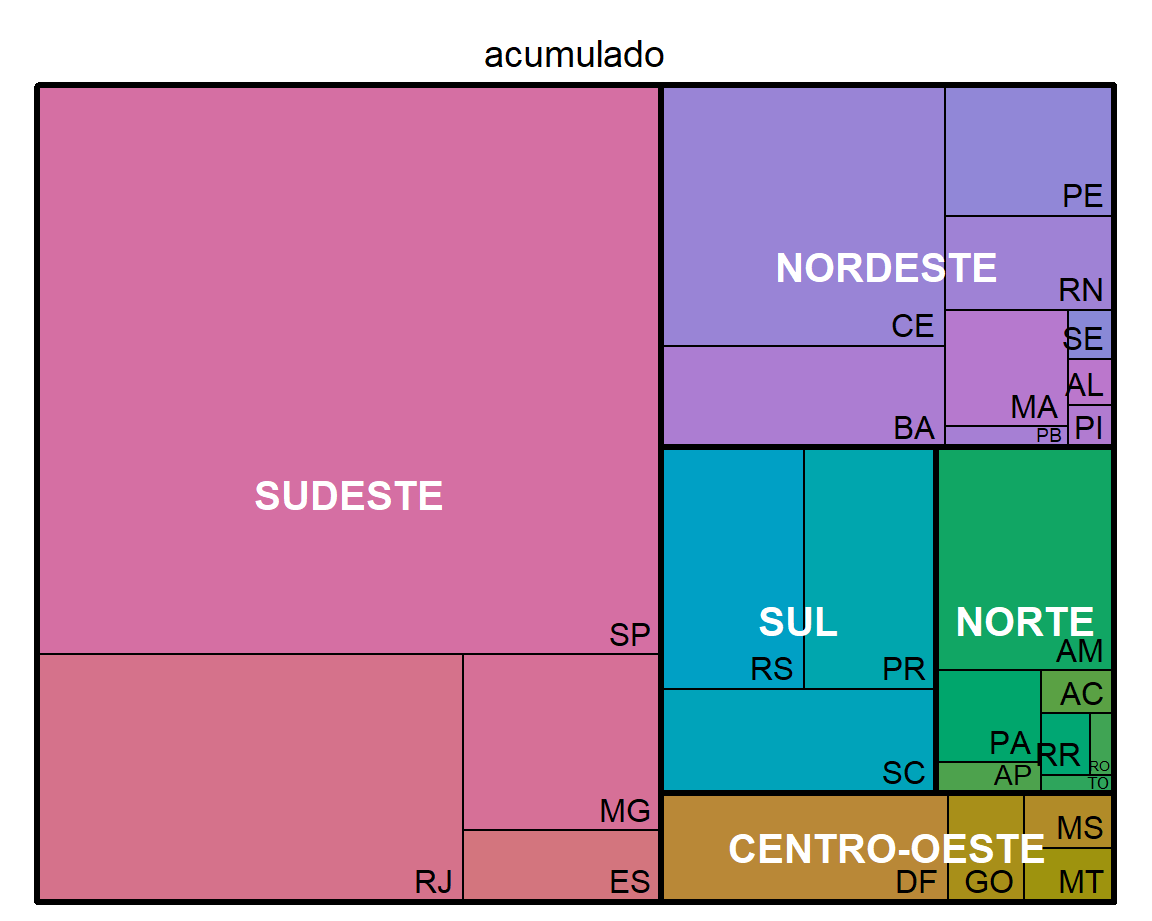 acumulado
PE
NORDESTE
RN
CE
SE
AL
MA
BA
PI
PB
SUDESTE
SP
SUL
NORTE
AM
RS
PR
AC
PA
RR
RO
SC
AP
TO
MG
MS
CENTRO-OESTE
RJ
ES
DF
GO
MT